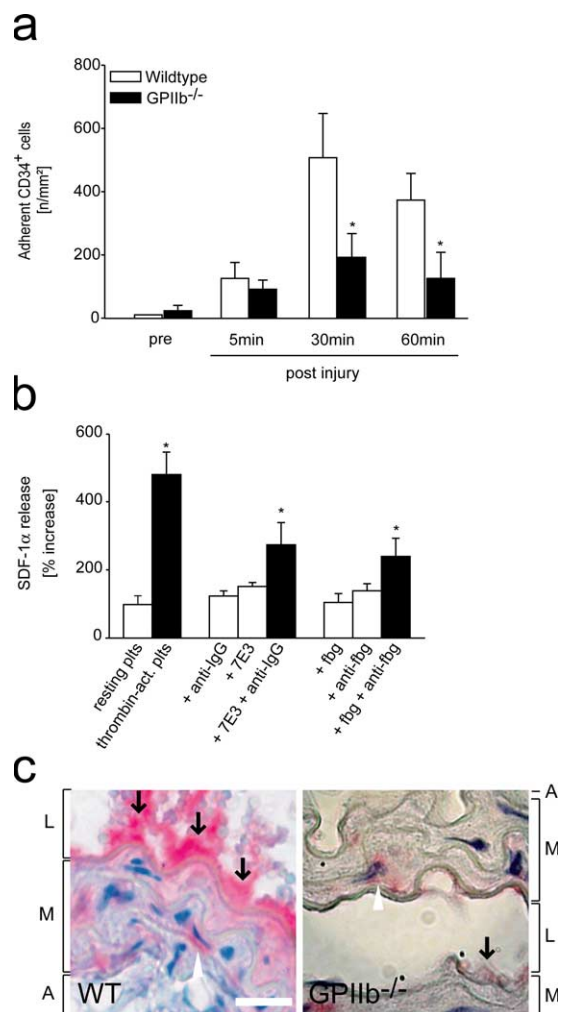 a
800
Wildtype
GPIIb-/-
600
400
200
0
Adherent CD34+ cells
[n/mm²]
*
*
pre
5min
30min
60min
post injury
b
600
400
200
0
SDF-1α release
[% increase]
*
*
*
resting plts
thrombin-act. plts
+ anti-IgG
+ 7E3
+ 7E3 + anti-IgG
+ fbg
+ anti-fbg
+ fbg + anti-fbg
c
L
M
A
WT
A
M
L
M
GPIIb-/-